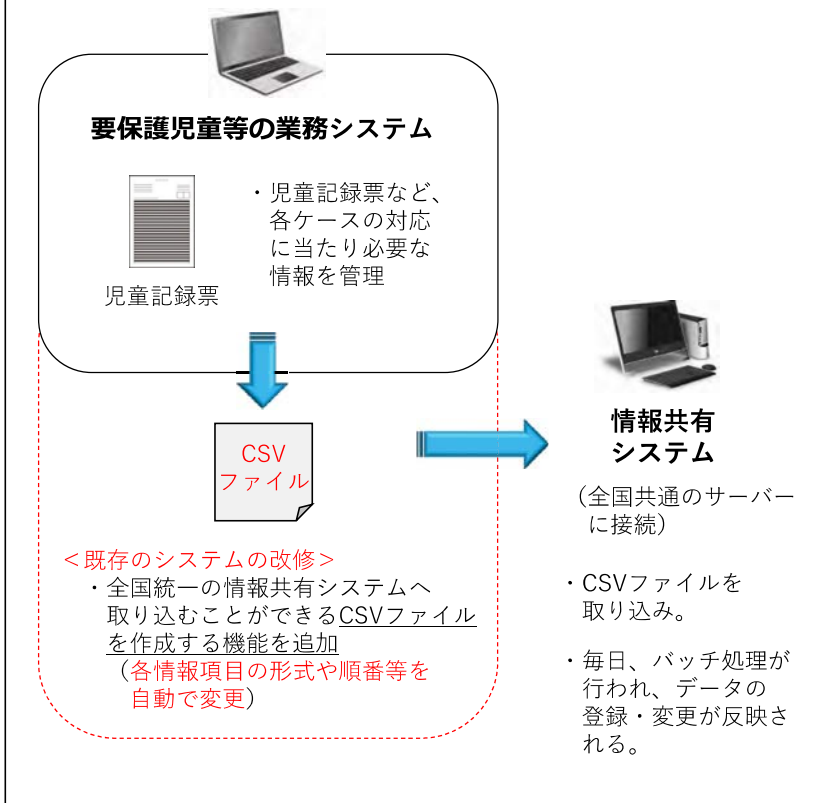 要保護児童等の業務システム
・児童記録票など、
各ケースの対応
に当たり必要な
情報を管理
児童記録票
CSV
ファイル
＜既存のシステムの改修＞
・全国統一の情報共有システムへ
取り込むことができるCSVファイル
を作成する機能を追加
（各情報項目の形式や順番等を
自動で変更）
情報共有
システム
（全国共通のサーバー
に接続）
・CSVファイルを
取り込み。
・毎日、バッチ処理が
行われ、データの
登録・変更が反映さ
れる。